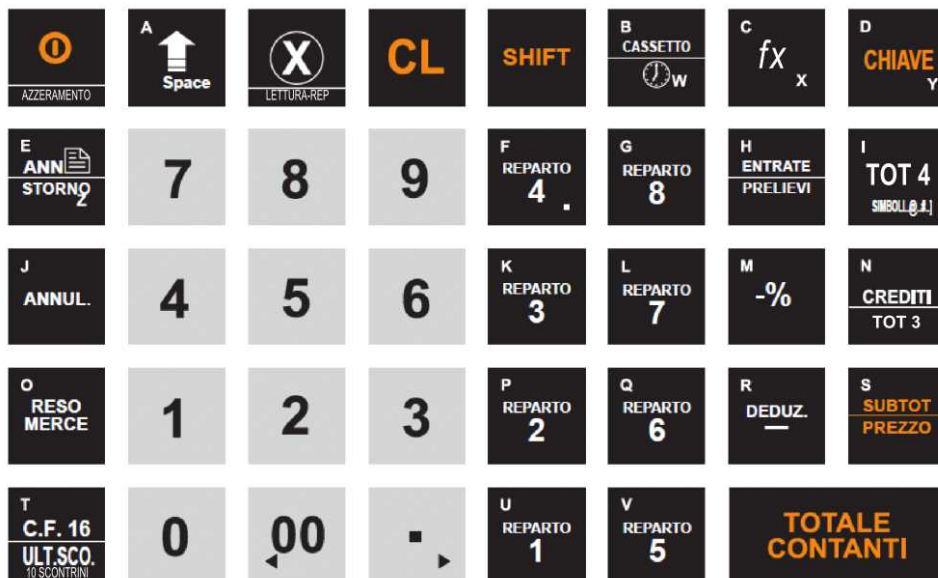 AZZERAMENTO
A
Space
X
LETTURA-REP
CL
SHIFT
B
CASSETTO
W
C
fx
X
D
CHIAVE
Y
E
ANN
STORNO
Z
7
8
9
F
REPARTO
4
.
G
REPARTO
8
H
ENTRATE
PRELIEVI
I
TOT 4
J
ANNUL.
4
5
6
K
REPARTO
3
L
REPARTO
7
M
-%
N
CREDITI
TOT 3
O
RESO
MERCE
1
2
3
P
REPARTO
2
Q
REPARTO
6
R
DEDUZ.
—
S
SUBTOT
PREZZO
T
C.F. 16
ULT.SCO.
10 SCONTRINI
0
00
.
U
REPARTO
1
V
REPARTO
5
TOTALE
CONTANTI